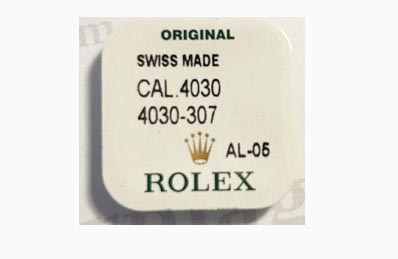 ORIGINAL
SWISS MADE
CAL.4030
4030-307
AL-05
ROLEX